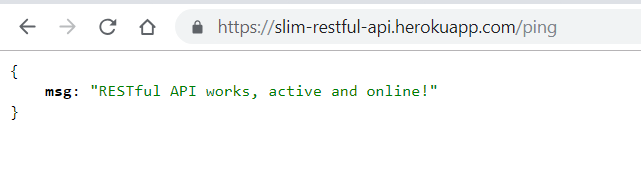 https://slim-restful-api.herokuapp.com/ping
{
    msg: "RESTful API works, active and online!"
}